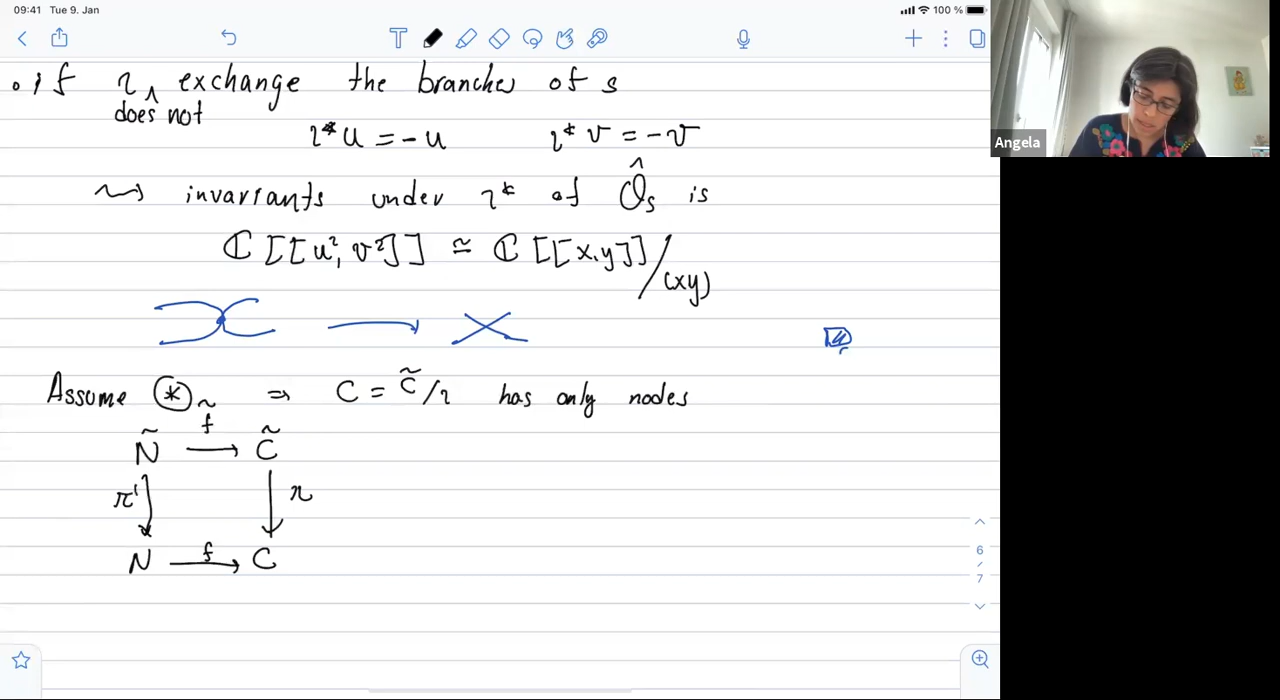 09:41 Tue 9. Jan
100 %
• if ι exchange the branches of s
does not
ι* u = -u ι* v = -v
⇝ invariants under ι* of Ô_s is
ℂ[[u², v²]] ≃ ℂ[[x,y]]/(xy)
Assume (*) ⇒ C = C̃/ι has only nodes
f̃
Ñ → C̃
π' π
N → C
f
6
/
7
Angela